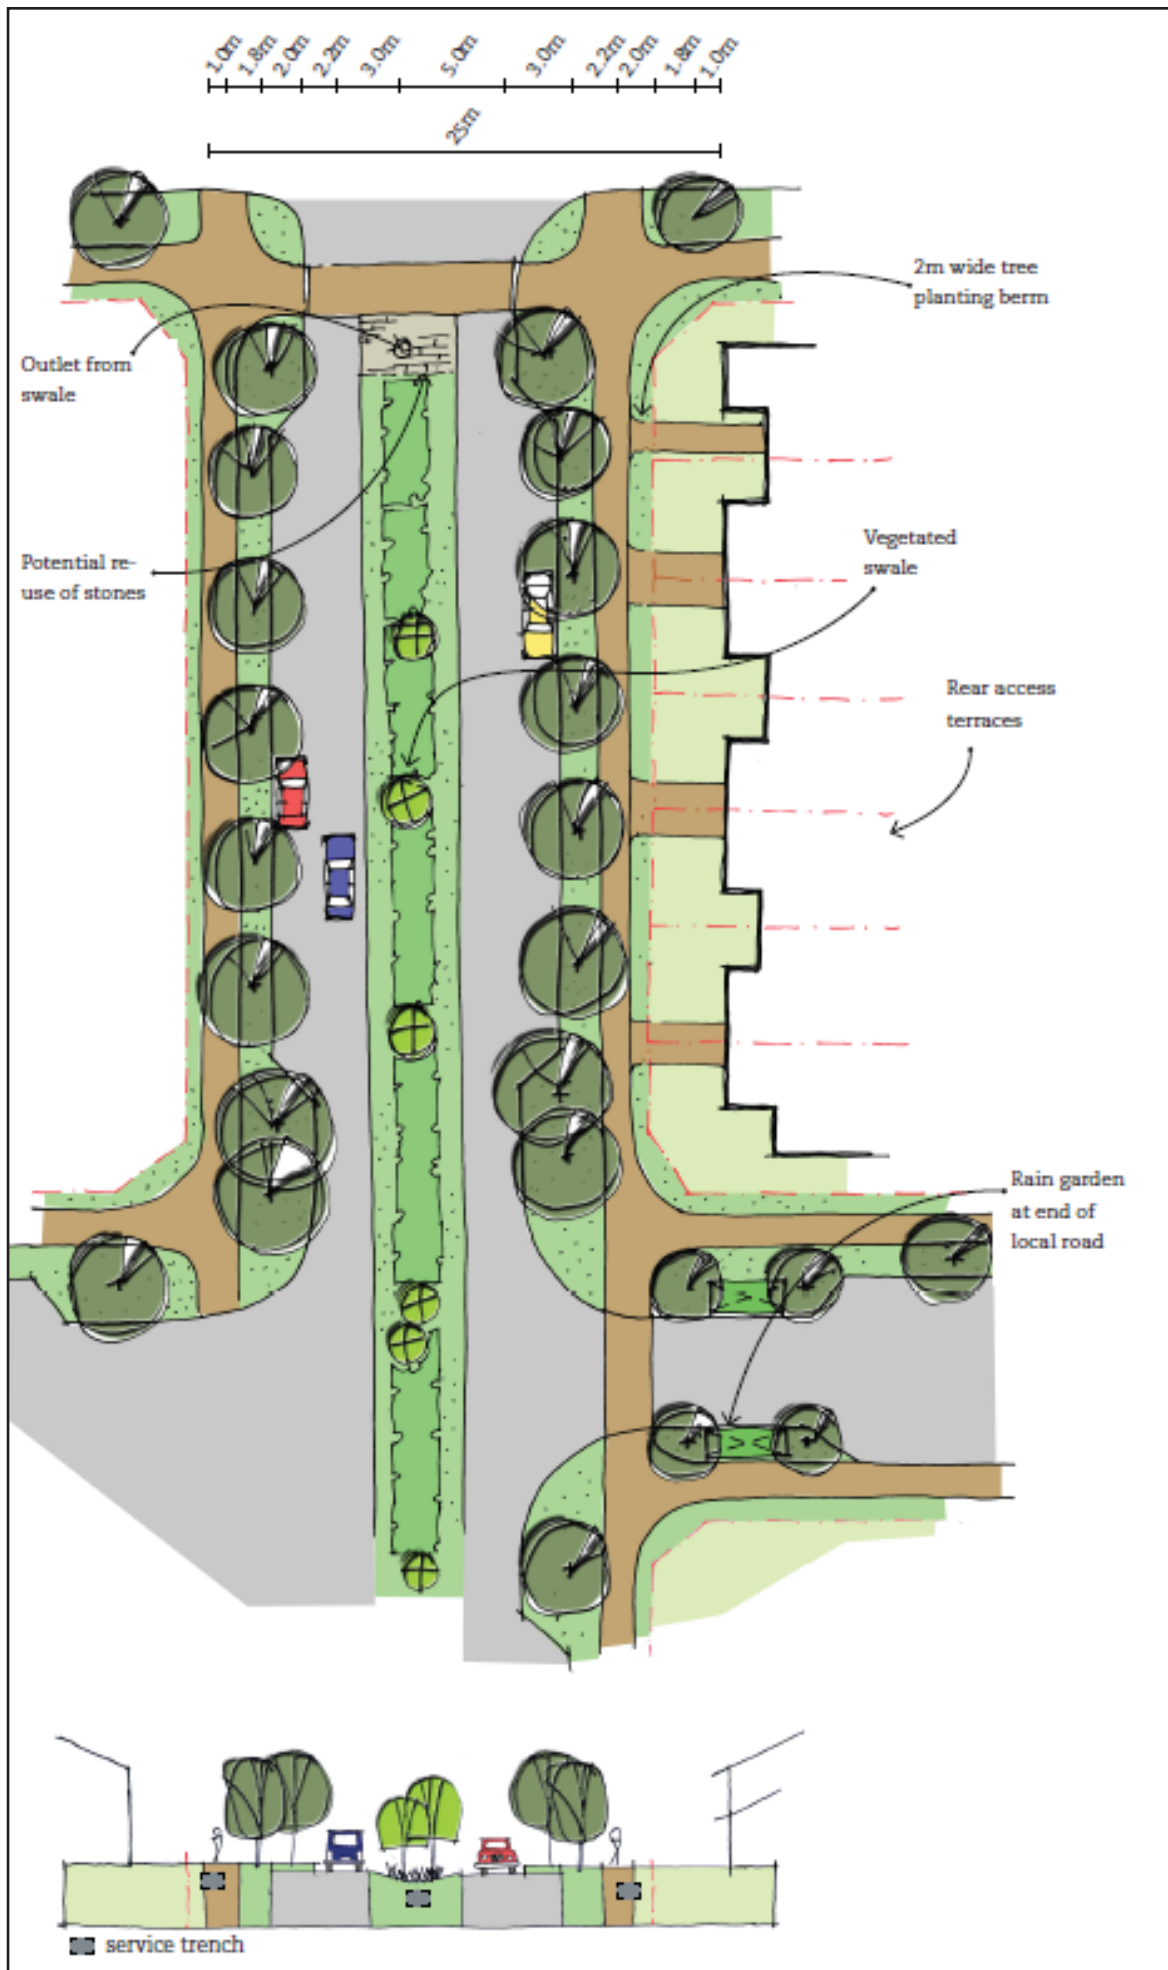 1.0m
1.8m
2.0m
2.2m
3.0m
5.0m
3.0m
2.2m
2.0m
1.8m
1.0m
25m
2m wide tree
planting berm
Outlet from
swale
Vegetated
swale
Potential re-
use of stones
Rear access
terraces
Rain garden
at end of
local road
service trench